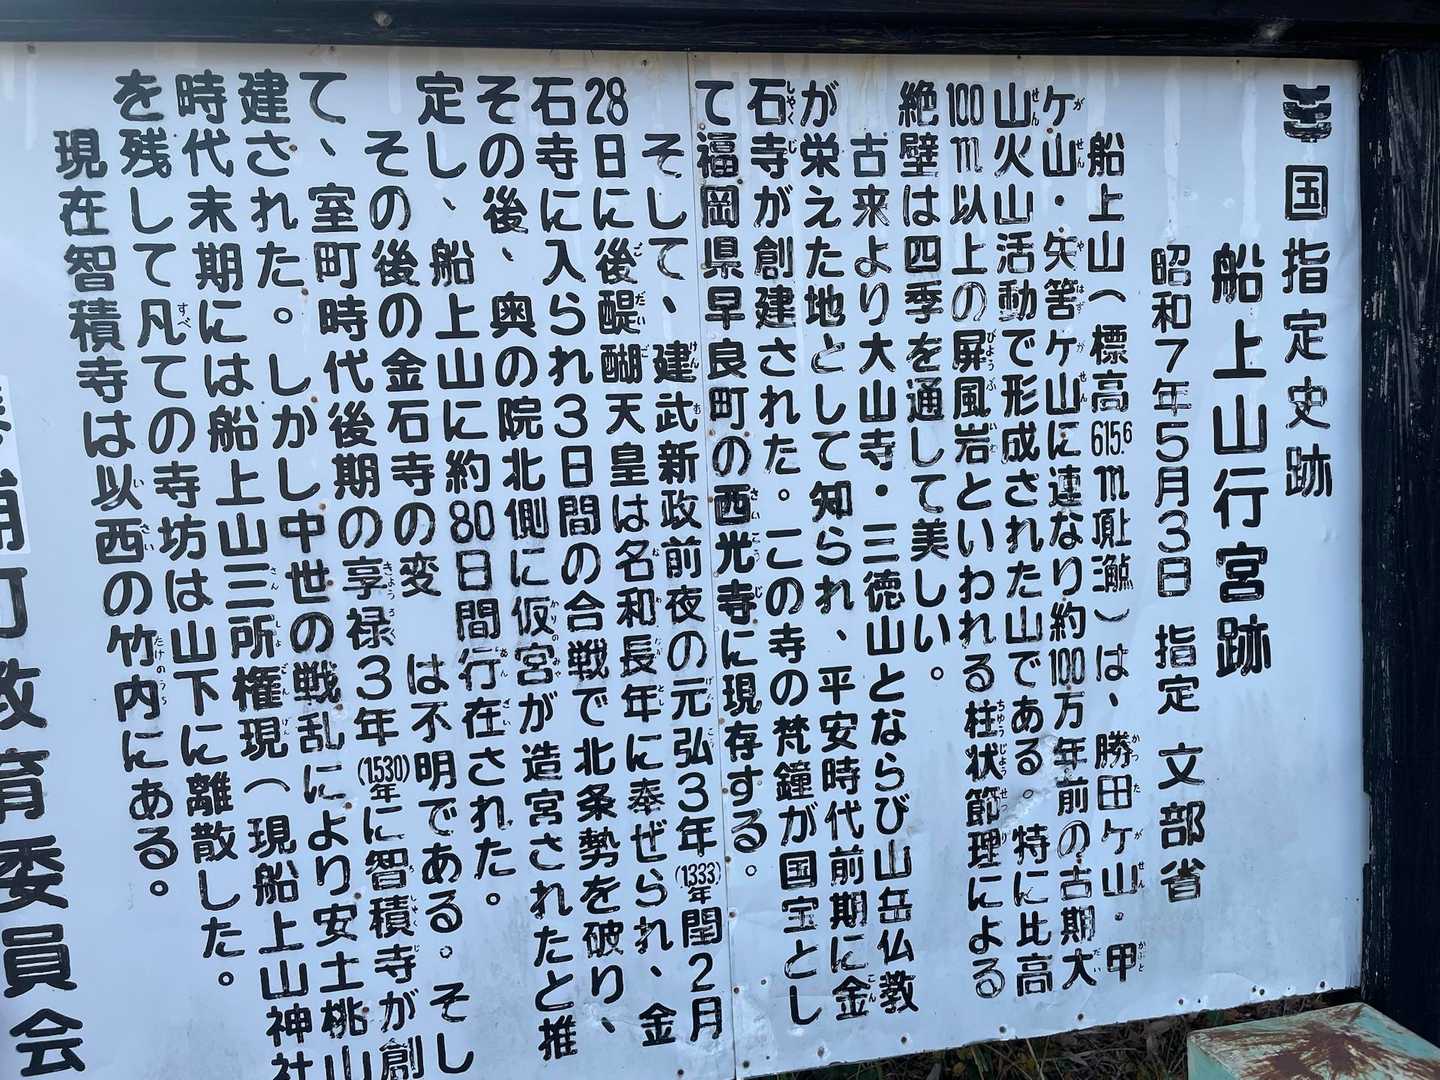 国指定史跡
船上山行宮跡
昭和7年5月3日 指定 文部省
船上山(標高615.6m)は、勝田ケ山・甲
ケ山・矢筈ケ山に連なり約100万年前の古期大
山火山活動で形成された山である。特に比高
100m以上の屏風岩といわれる柱状節理による
絶壁は四季を通して美しい。
古来より大山寺・三徳山とならび山岳仏教
が栄えた地として知られ、平安時代前期に金
石寺が創建された。この寺の梵鐘が国宝とし
て福岡県早良町の西光寺に現存する。
そして、建武新政前夜の元弘3年(1333年)閏2月
28日に後醍醐天皇は名和長年に奉ぜられ、金
石寺に入られ3日間の合戦で北条勢を破り、
その後、奥の院北側に仮宮が造宮されたと推
定し、船上山に約80日間行在された。
その後の金石寺の変 は不明である。そし
て、室町時代後期の享禄3年(1530年)に智積寺が創
建された。しかし中世の戦乱により安土桃山
時代末期には船上山三所権現(現船上山神社
を残して凡ての寺坊は山下に離散した。
現在智積寺は以西の竹内にある。
町教育委員会